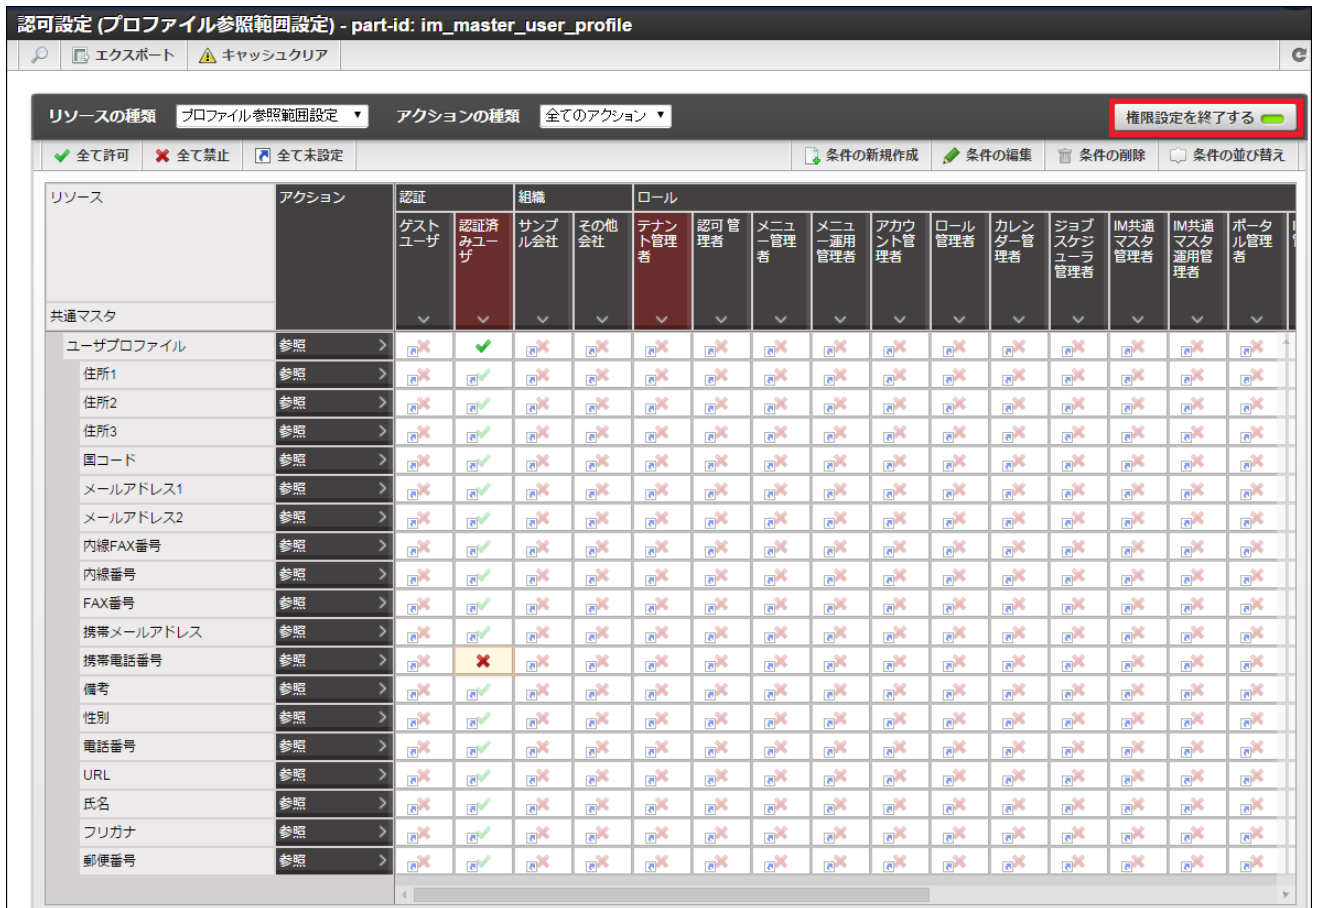 認可設定 (プロファイル参照範囲設定) - part-id: im_master_user_profile
エクスポート キャッシュクリア
リソースの種類 プロファイル参照範囲設定 アクションの種類 全てのアクション 権限設定を終了する
全て許可 全て禁止 全て未設定 条件の新規作成 条件の編集 条件の削除 条件の並び替え
リソース アクション 認証 組織 ロール
ゲストユーザ 認証済みユーザ サンプル会社 その他会社 テナント管理者 認可管理者 メニュー管理者 メニュー運用管理者 アカウント管理者 ロール管理者 カレンダー管理者 ジョブスケジューラ管理者 IM共通マスタ管理者 IM共通マスタ運用管理者 ポータル管理者
共通マスタ
ユーザプロファイル 参照
住所1 参照
住所2 参照
住所3 参照
国コード 参照
メールアドレス1 参照
メールアドレス2 参照
内線FAX番号 参照
内線番号 参照
FAX番号 参照
携帯メールアドレス 参照
携帯電話番号 参照
備考 参照
性別 参照
電話番号 参照
URL 参照
氏名 参照
フリガナ 参照
郵便番号 参照